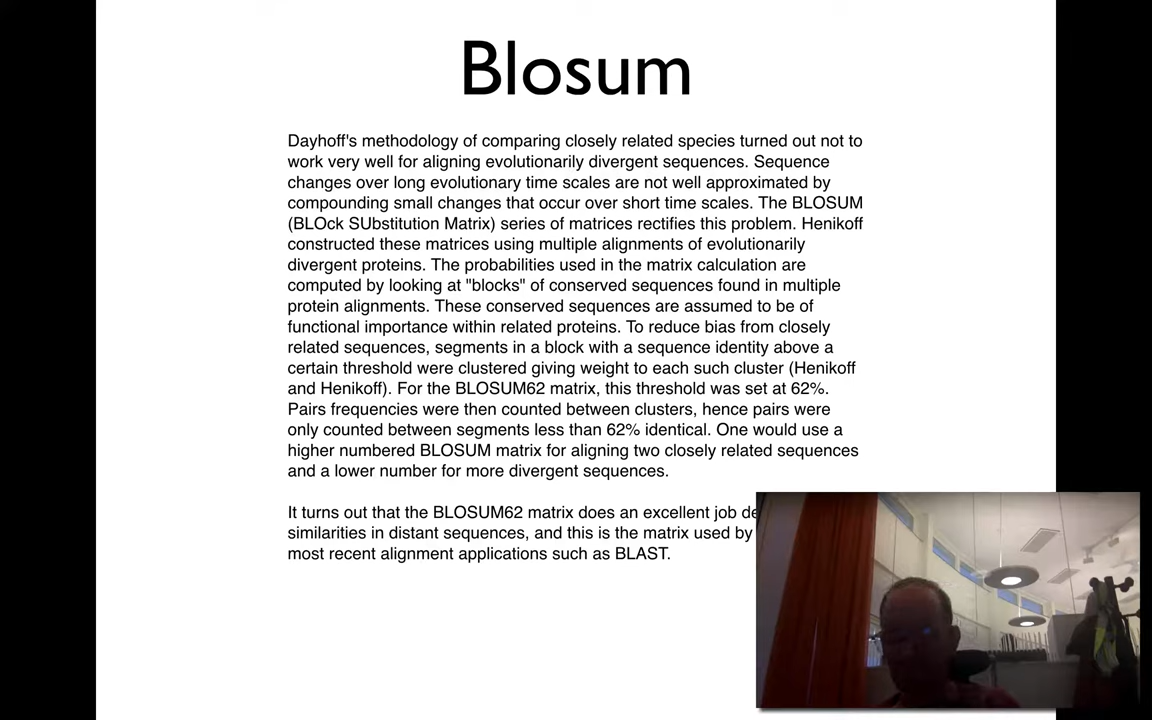 Blosum
Dayhoff's methodology of comparing closely related species turned out not to
work very well for aligning evolutionarily divergent sequences. Sequence
changes over long evolutionary time scales are not well approximated by
compounding small changes that occur over short time scales. The BLOSUM
(BLOck SUbstitution Matrix) series of matrices rectifies this problem. Henikoff
constructed these matrices using multiple alignments of evolutionarily
divergent proteins. The probabilities used in the matrix calculation are
computed by looking at "blocks" of conserved sequences found in multiple
protein alignments. These conserved sequences are assumed to be of
functional importance within related proteins. To reduce bias from closely
related sequences, segments in a block with a sequence identity above a
certain threshold were clustered giving weight to each such cluster (Henikoff
and Henikoff). For the BLOSUM62 matrix, this threshold was set at 62%.
Pairs frequencies were then counted between clusters, hence pairs were
only counted between segments less than 62% identical. One would use a
higher numbered BLOSUM matrix for aligning two closely related sequences
and a lower number for more divergent sequences.
It turns out that the BLOSUM62 matrix does an excellent job
similarities in distant sequences, and this is the matrix used by
most recent alignment applications such as BLAST.